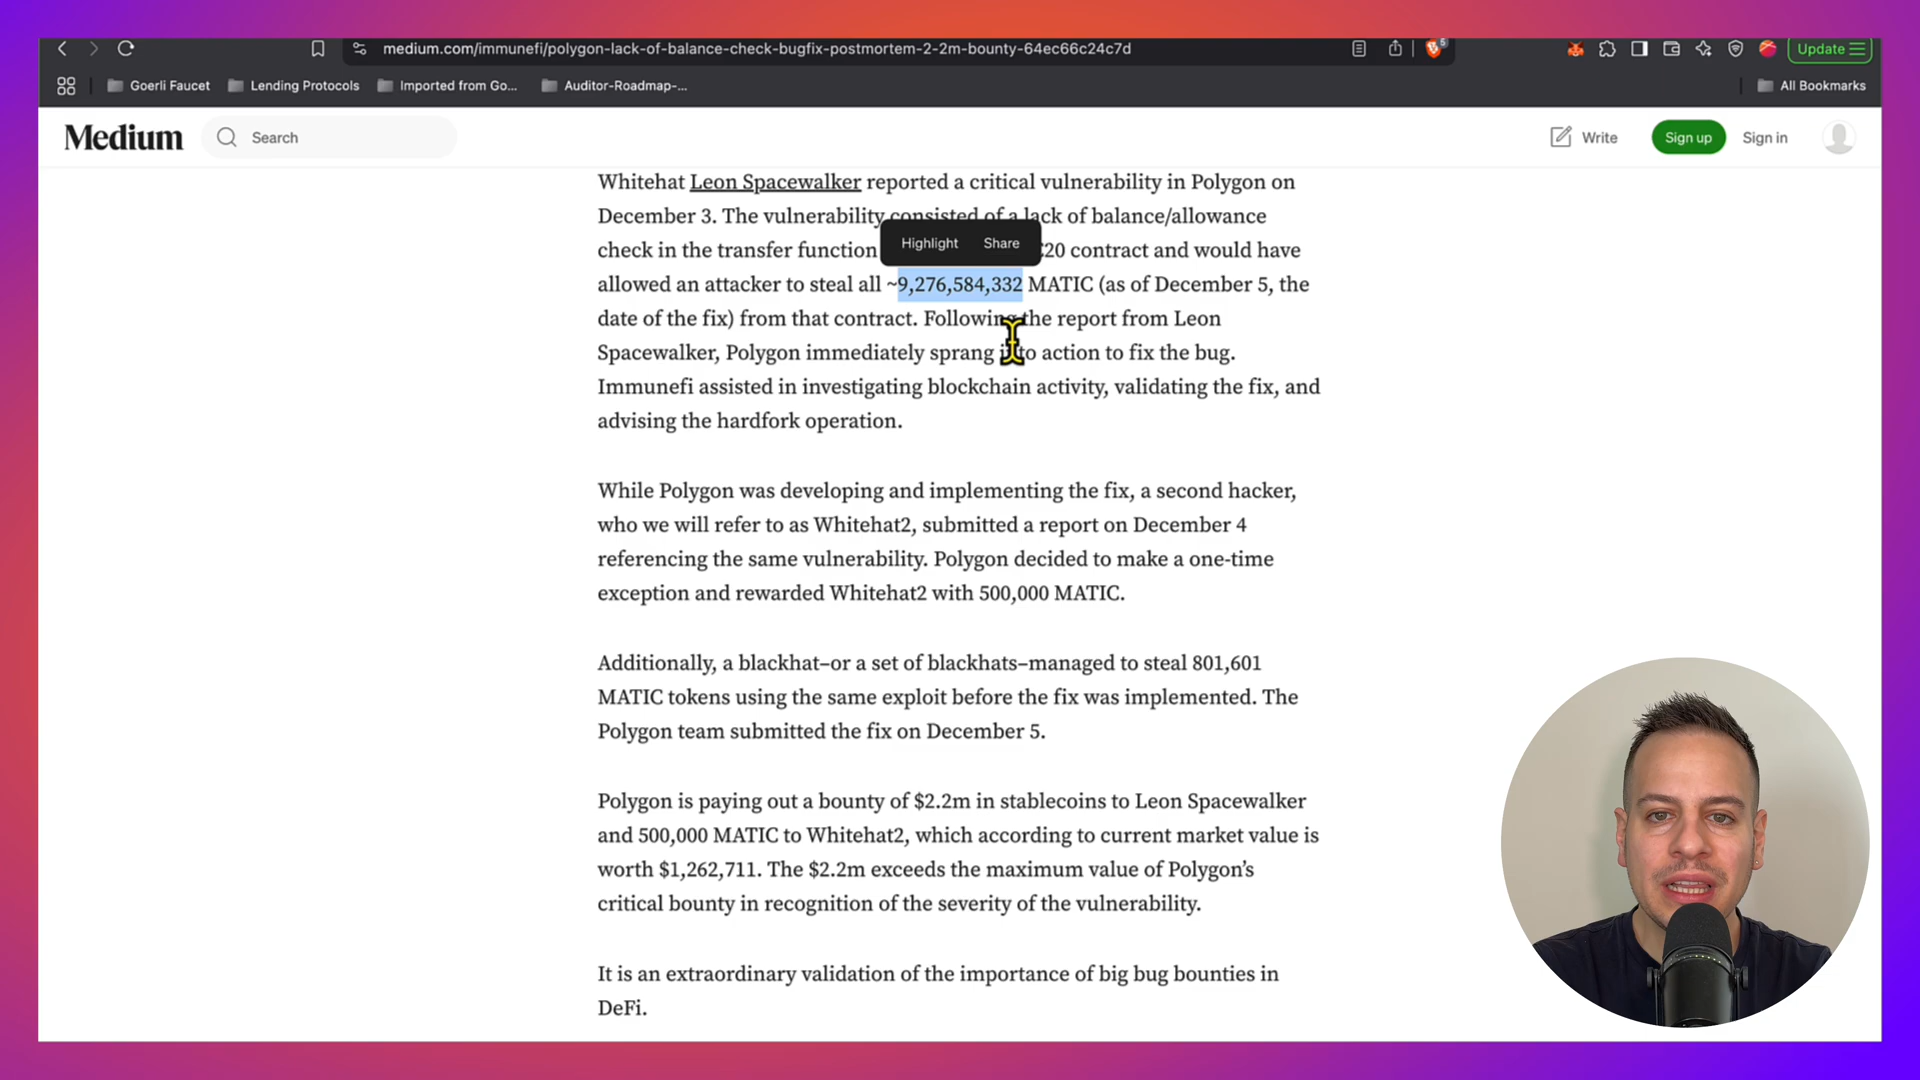 medium.com/immunefi/polygon-lack-of-balance-check-bugfix-postmortem-2-2m-bounty-64ec66c24c7d
6
Update
Goerli Faucet
Lending Protocols
Imported from Go...
Auditor-Roadmap-...
All Bookmarks
Medium
Search
Write
Sign up
Sign in
Whitehat Leon Spacewalker reported a critical vulnerability in Polygon on
December 3. The vulnerability consisted of a lack of balance/allowance
check in the transfer function 20 contract and would have
Highlight
Share
allowed an attacker to steal all ~9,276,584,332 MATIC (as of December 5, the
date of the fix) from that contract. Following the report from Leon
Spacewalker, Polygon immediately sprang into action to fix the bug.
Immunefi assisted in investigating blockchain activity, validating the fix, and
advising the hardfork operation.
While Polygon was developing and implementing the fix, a second hacker,
who we will refer to as Whitehat2, submitted a report on December 4
referencing the same vulnerability. Polygon decided to make a one-time
exception and rewarded Whitehat2 with 500,000 MATIC.
Additionally, a blackhat–or a set of blackhats–managed to steal 801,601
MATIC tokens using the same exploit before the fix was implemented. The
Polygon team submitted the fix on December 5.
Polygon is paying out a bounty of $2.2m in stablecoins to Leon Spacewalker
and 500,000 MATIC to Whitehat2, which according to current market value is
worth $1,262,711. The $2.2m exceeds the maximum value of Polygon’s
critical bounty in recognition of the severity of the vulnerability.
It is an extraordinary validation of the importance of big bug bounties in
DeFi.